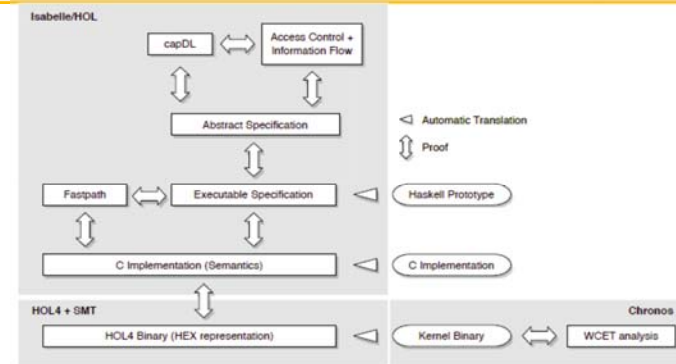 Isabelle/HOL
capDL
Access Control +
Information Flow
Abstract Specification
Automatic Translation
Proof
Fastpath
Executable Specification
Haskell Prototype
C Implementation (Semantics)
C Implementation
HOL4 + SMT
Chronos
HOL4 Binary (HEX representation)
Kernel Binary
WCET analysis